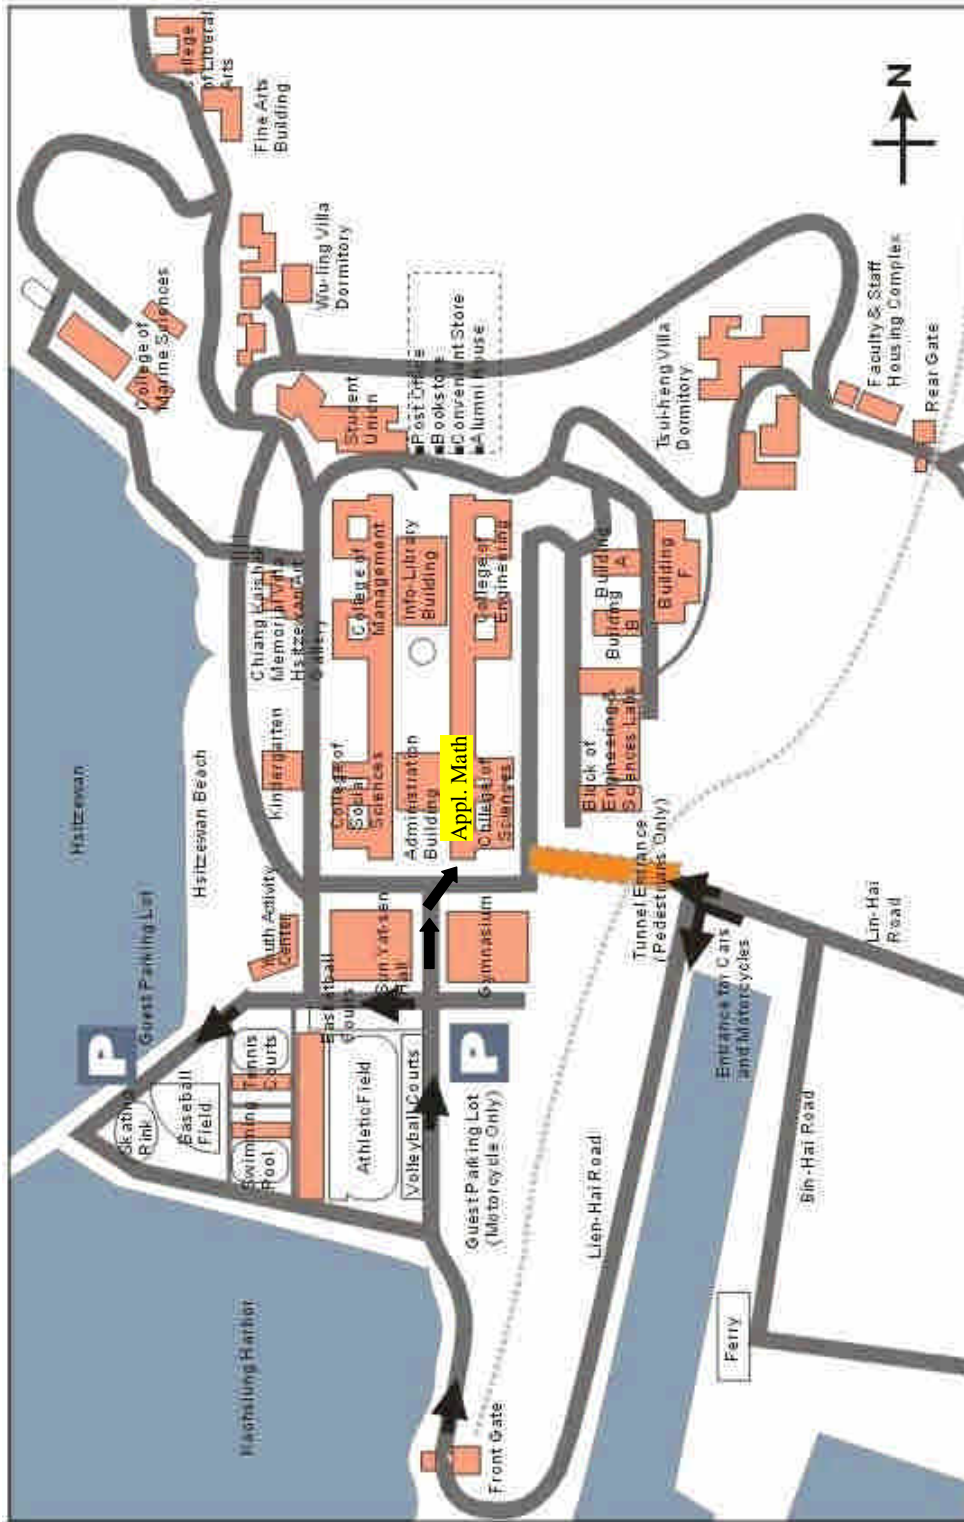 College
of Liberal
Arts
Fine Arts
Building
N
College of
Marine Sciences
Wu-ling Villa
Dormitory
Student
Union
■Post Office
■Bookstore
■Convenient Store
■Alumni House
Tsui-heng Villa
Dormitory
Faculty & Staff
Housing Complex
Rear Gate
Chiang Kaishek
Memorial Villa
Hsitzewan Art
Gallery
College of
Management
Info-Library
Building
College of
Engineering
Building
A
Building
B
Building
F
Hsitzewan
Hsitzewan Beach
Kindergarten
College of
Social
Sciences
Administration
Building
Appl. Math
College of
Sciences
Block of
Engineering &
Sciences Labs
Guest Parking Lot
P
Youth Activity
Center
Sun Yat-sen
Hall
Gymnasium
Tunnel Entrance
(Pedestrians Only)
Lin-Hai
Road
Basketball
Courts
Entrance for Cars
and Motorcycles
Skating
Rink
Baseball
Field
Tennis
Courts
Swimming
Pool
Athletic Field
Volleyball Courts
P
Guest Parking Lot
(Motorcycle Only)
Lien-Hai Road
Bin-Hai Road
Kaohsiung Harbor
Front Gate
Ferry